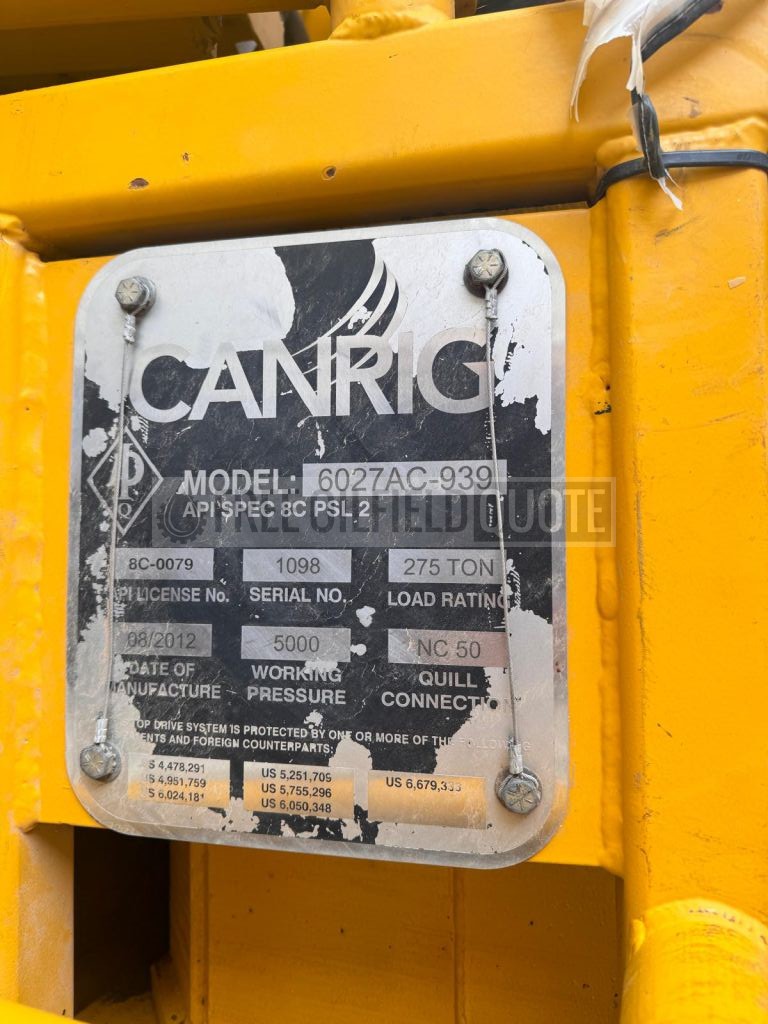 CANRIG
MODEL: 6027AC-939
API SPEC 8C PSL 2
FREE OILFIELD QUOTE
8C-0079 1098 275 TON
API LICENSE No. SERIAL NO. LOAD RATING
08/2012 5000 NC 50
DATE OF WORKING QUILL
MANUFACTURE PRESSURE CONNECTION
TOP DRIVE SYSTEM IS PROTECTED BY ONE OR MORE OF THE FOLLOWING
PATENTS AND FOREIGN COUNTERPARTS:
US 4,478,291 US 5,251,709 US 6,679,333
US 4,951,759 US 5,755,296
US 6,024,181 US 6,050,348